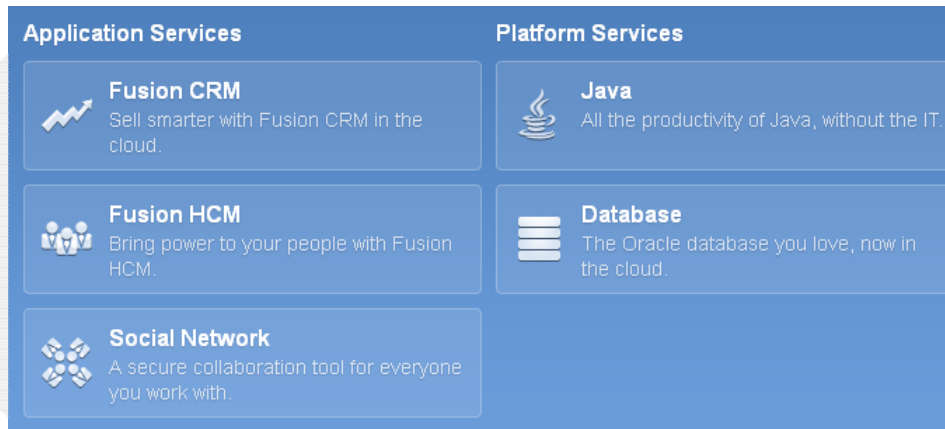 Application Services
Fusion CRM
Sell smarter with Fusion CRM in the
cloud.
Fusion HCM
Bring power to your people with Fusion
HCM.
Social Network
A secure collaboration tool for everyone
you work with.
Platform Services
Java
All the productivity of Java, without the IT.
Database
The Oracle database you love, now in
the cloud.